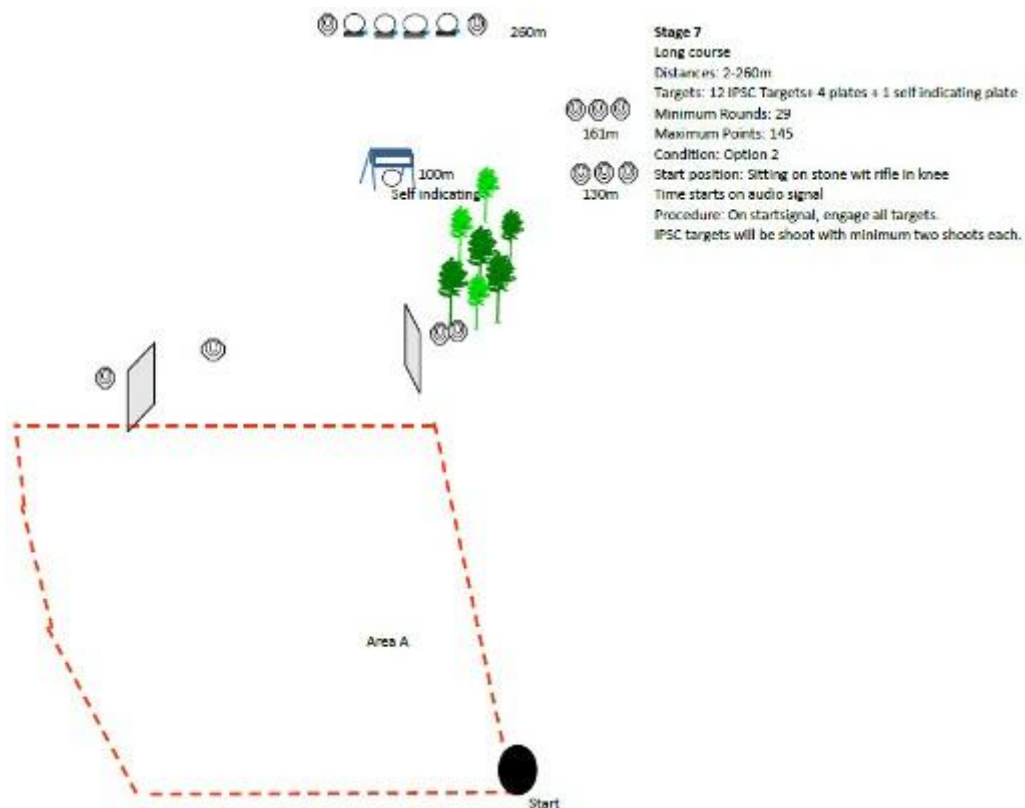 260m
Stage 7
Long course
Distances: 2-260m
Targets: 12 IPSC Targets+ 4 plates + 1 self indicating plate
Minimum Rounds: 29
161m
Maximum Points: 145
Condition: Option 2
100m
Start position: Sitting on stone wit rifle in knee
Self indicating
130m
Time starts on audio signal
Procedure: On startsignal, engage all targets.
IPSC targets will be shoot with minimum two shoots each.
Area A
Start